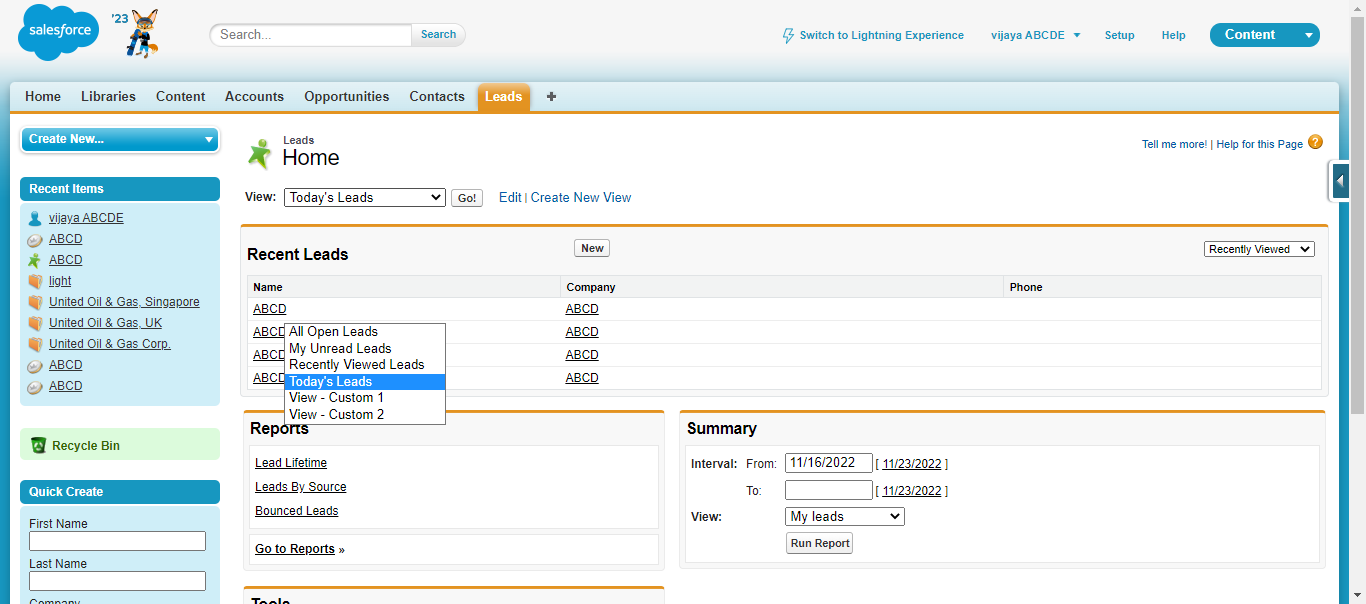 salesforce
'23
Search...
Search
Switch to Lightning Experience
vijaya ABCDE
Setup
Help
Content
Home Libraries Content Accounts Opportunities Contacts Leads +
Create New...
Recent Items
vijaya ABCDE
ABCD
ABCD
light
United Oil & Gas, Singapore
United Oil & Gas, UK
United Oil & Gas Corp.
ABCD
ABCD
Recycle Bin
Quick Create
First Name
Last Name
Company
Leads
Home
Tell me more! | Help for this Page ?
View: Today's Leads Go! Edit | Create New View
Recent Leads New Recently Viewed
Name Company Phone
ABCD ABCD
ABCD ABCD
ABCD ABCD
ABCD ABCD
All Open Leads
My Unread Leads
Recently Viewed Leads
Today's Leads
View - Custom 1
View - Custom 2
Reports
Lead Lifetime
Leads By Source
Bounced Leads
Go to Reports »
Summary
Interval: From: 11/16/2022 [ 11/23/2022 ]
To: [ 11/23/2022 ]
View: My leads
Run Report
Tools